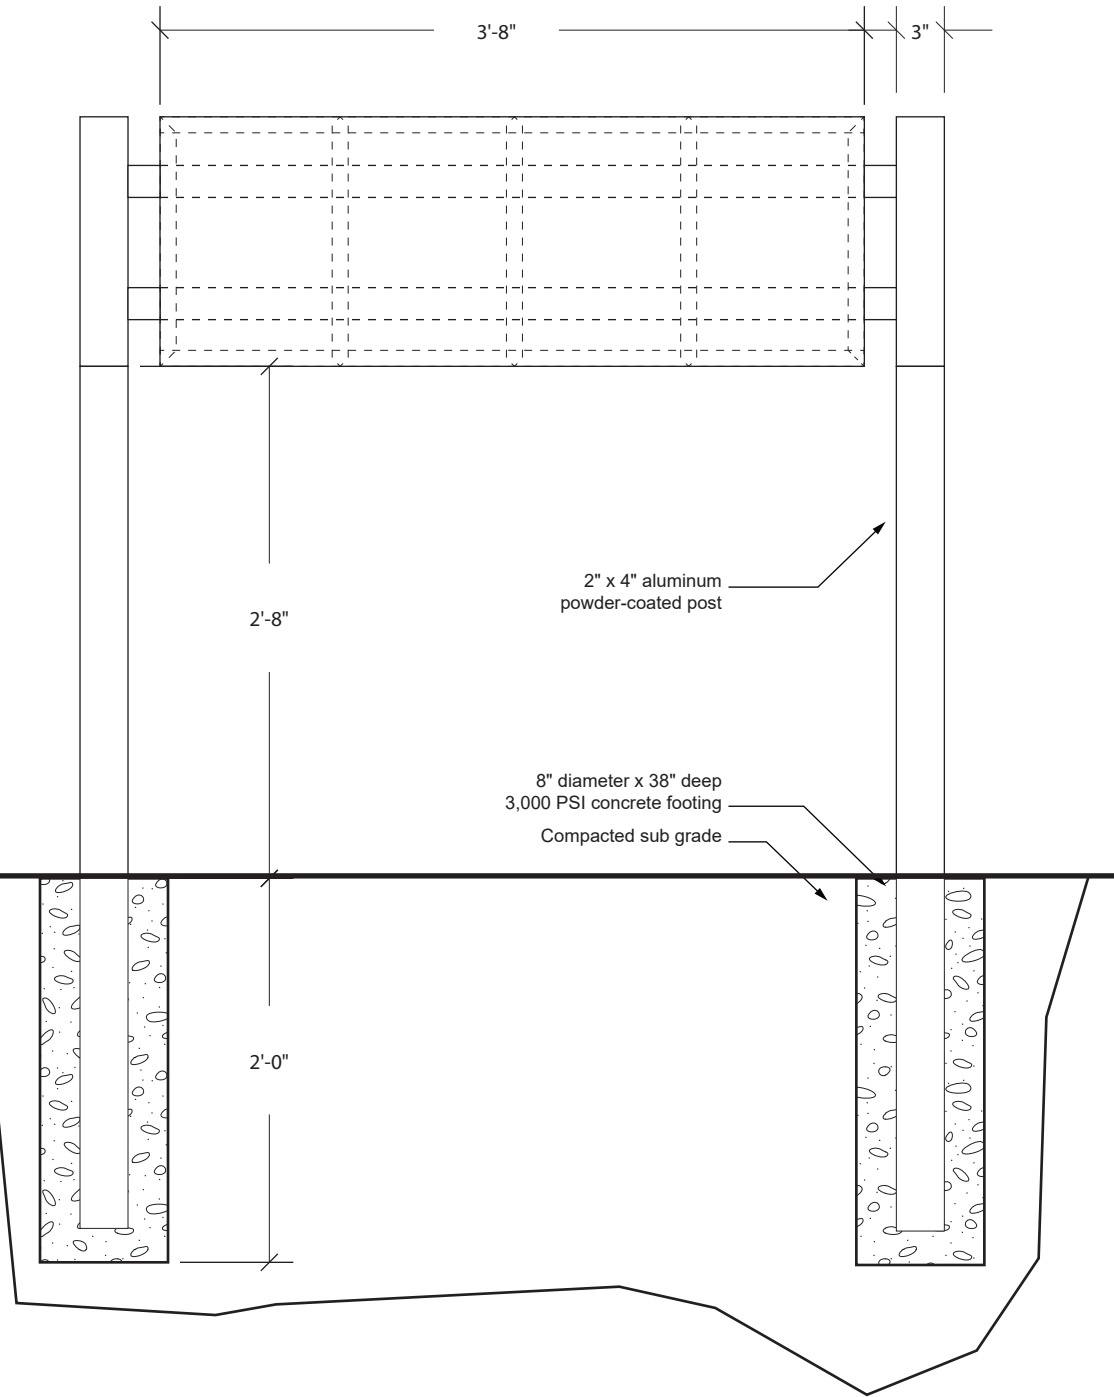 3'-8"
3"
2'-8"
2" x 4" aluminum
powder-coated post
8" diameter x 38" deep
3,000 PSI concrete footing
Compacted sub grade
2'-0"